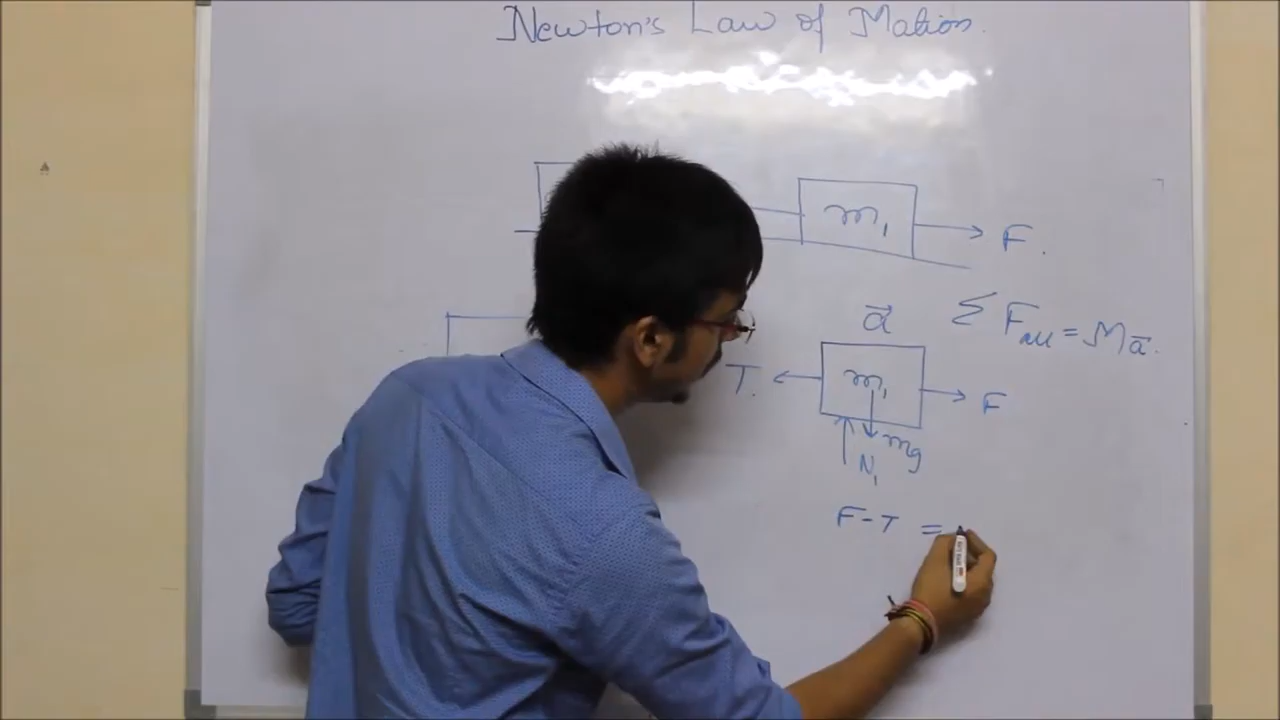 Newton's Law of Motion.
m₁ F.
a⃗ Σ F_all = Ma̅.
T. m₁ F
mg
N₁
F-T =